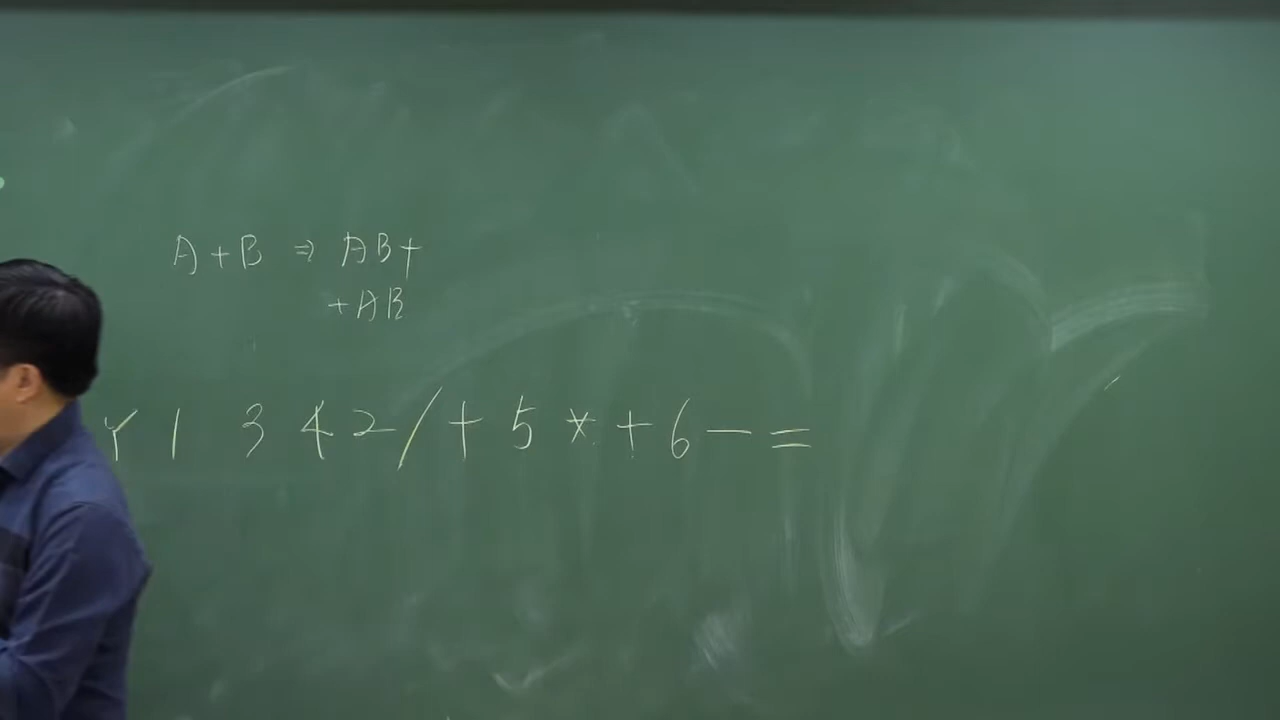 A+B ⇒ AB+
+AB
Y 1 3 4 2 / + 5 * + 6 - =